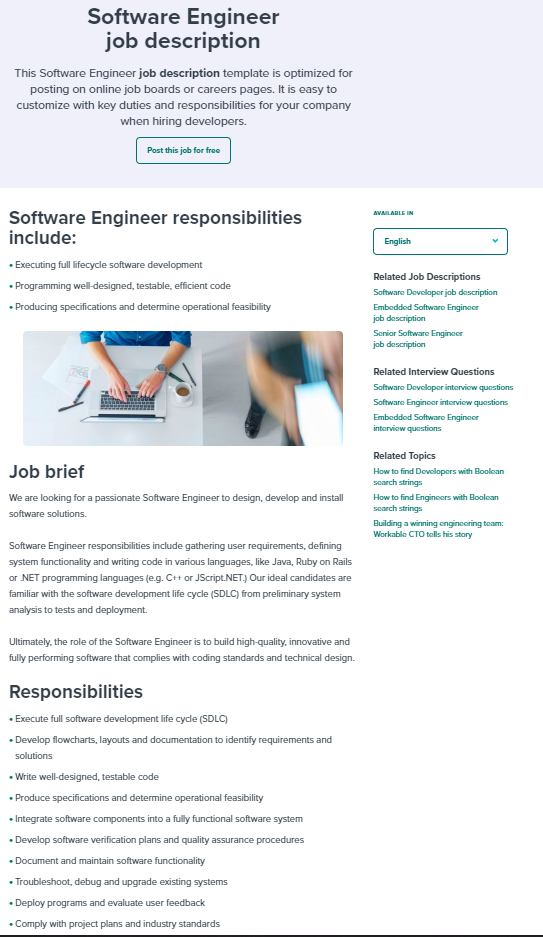 Software Engineer
job description
This Software Engineer job description template is optimized for
posting on online job boards or careers pages. It is easy to
customize with key duties and responsibilities for your company
when hiring developers.
Post this job for free
Software Engineer responsibilities
include:
• Executing full lifecycle software development
• Programming well-designed, testable, efficient code
• Producing specifications and determine operational feasibility
Job brief
We are looking for a passionate Software Engineer to design, develop and install
software solutions.
Software Engineer responsibilities include gathering user requirements, defining
system functionality and writing code in various languages, like Java, Ruby on Rails
or .NET programming languages (e.g. C++ or JScript.NET.) Our ideal candidates are
familiar with the software development life cycle (SDLC) from preliminary system
analysis to tests and deployment.
Ultimately, the role of the Software Engineer is to build high-quality, innovative and
fully performing software that complies with coding standards and technical design.
Responsibilities
• Execute full software development life cycle (SDLC)
• Develop flowcharts, layouts and documentation to identify requirements and
solutions
• Write well-designed, testable code
• Produce specifications and determine operational feasibility
• Integrate software components into a fully functional software system
• Develop software verification plans and quality assurance procedures
• Document and maintain software functionality
• Troubleshoot, debug and upgrade existing systems
• Deploy programs and evaluate user feedback
• Comply with project plans and industry standards
AVAILABLE IN
English
Related Job Descriptions
Software Developer job description
Embedded Software Engineer
job description
Senior Software Engineer
job description
Related Interview Questions
Software Developer interview questions
Software Engineer interview questions
Embedded Software Engineer
interview questions
Related Topics
How to find Developers with Boolean
search strings
How to find Engineers with Boolean
search strings
Building a winning engineering team:
Workable CTO tells his story